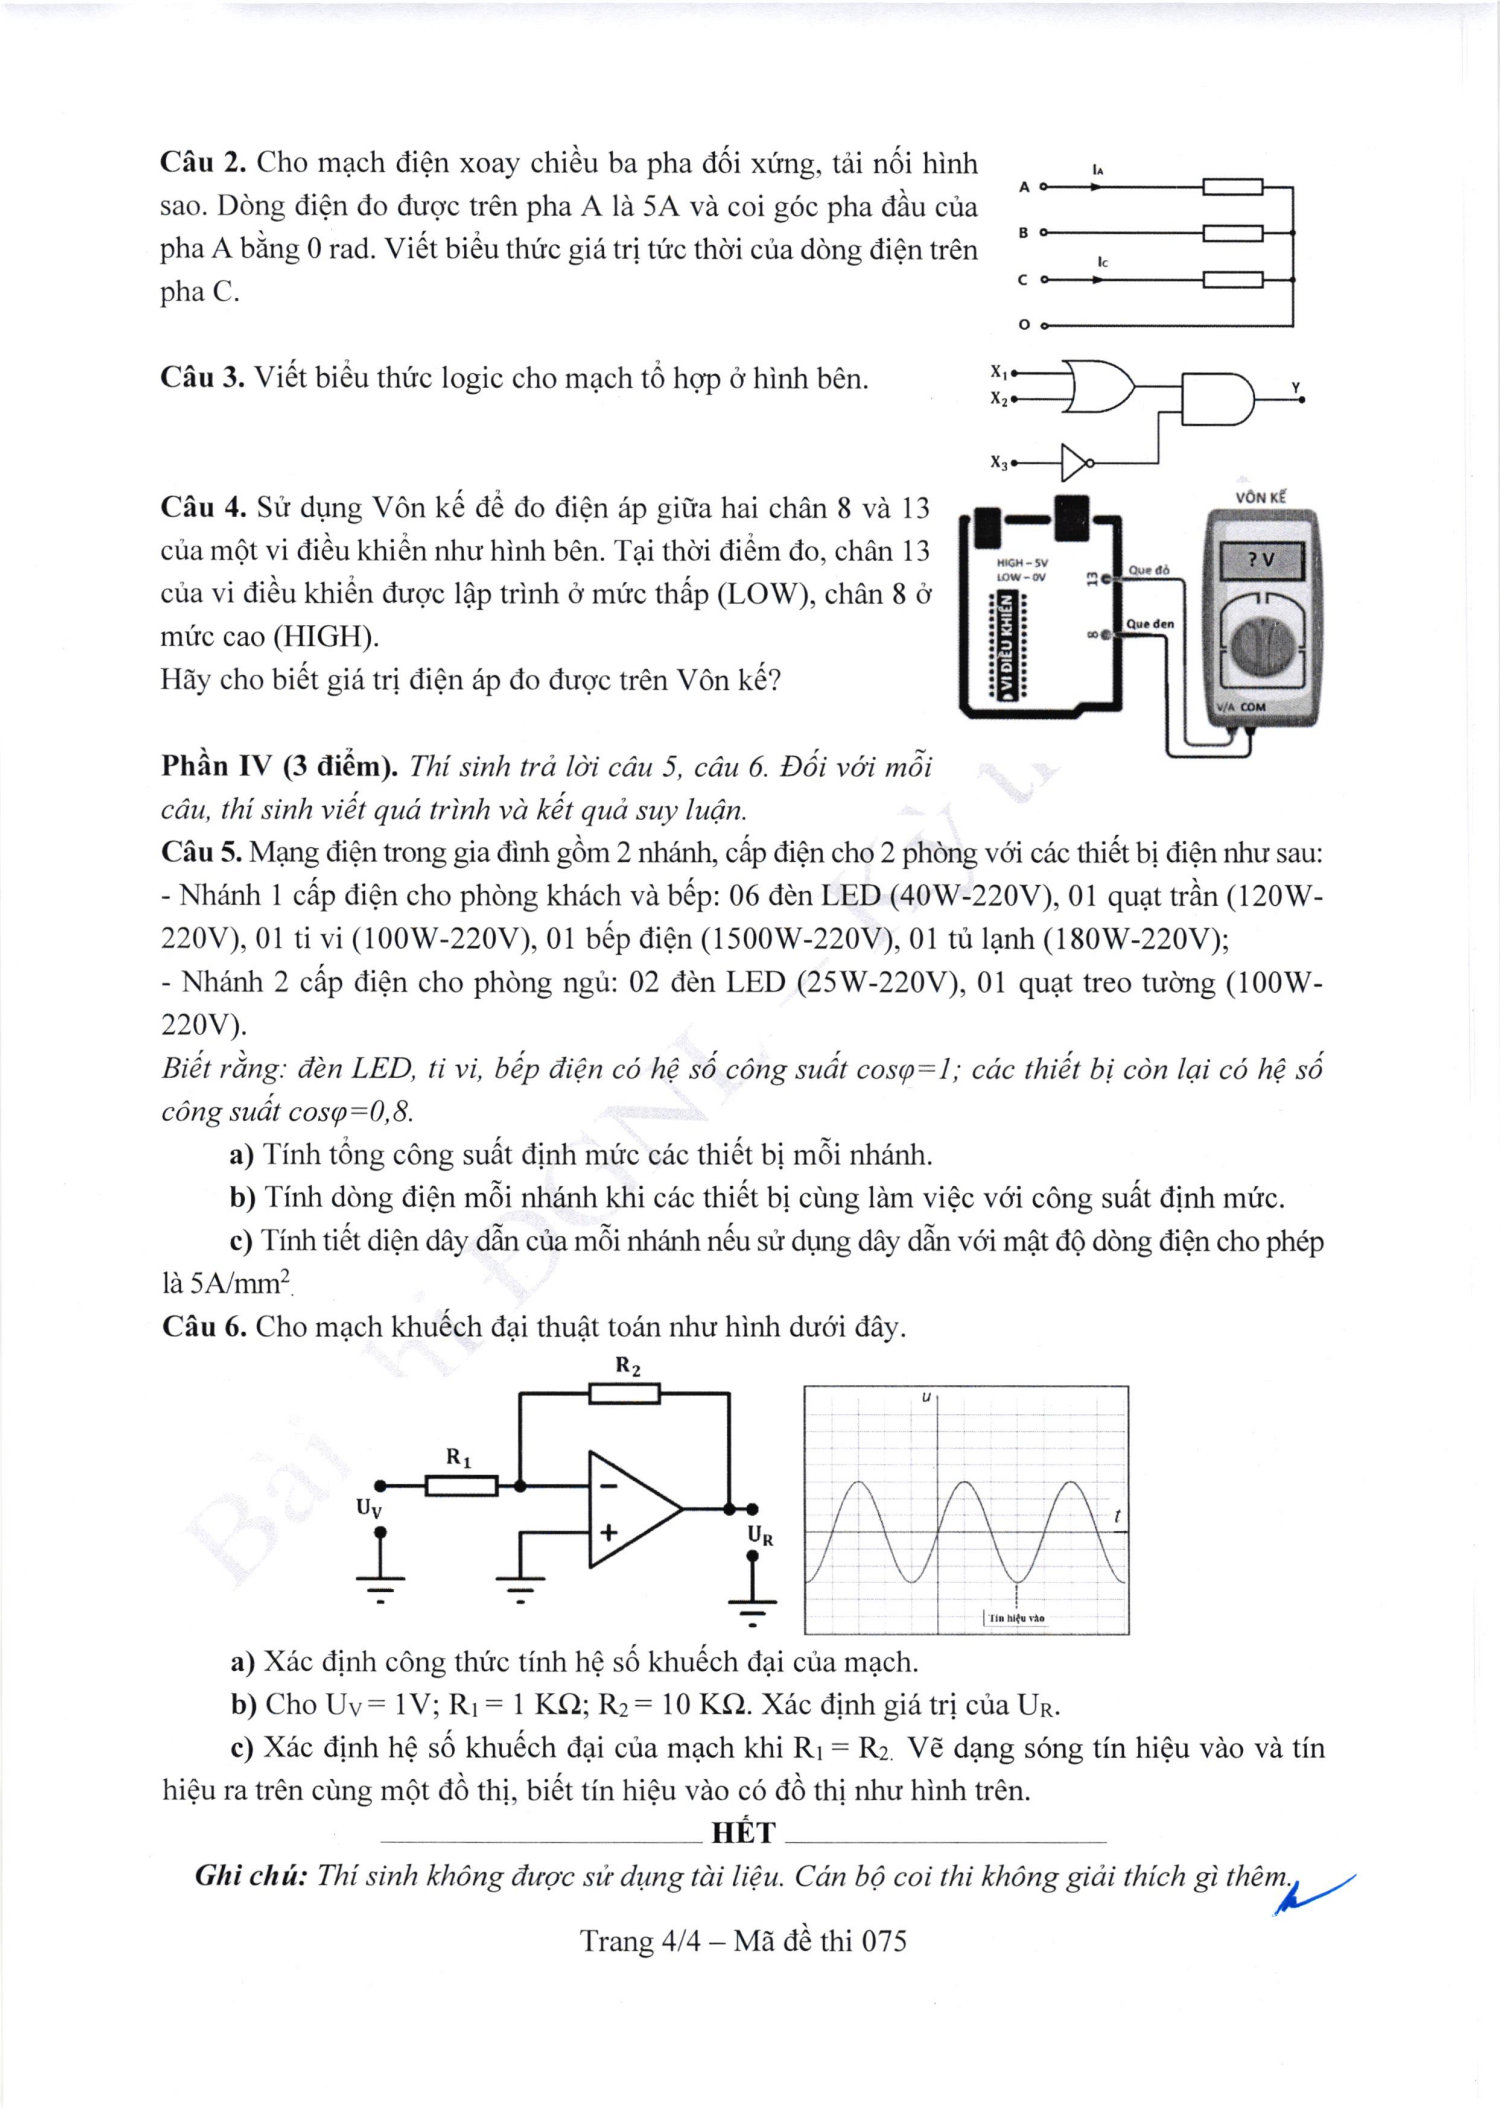 Câu 2. Cho mạch điện xoay chiều ba pha đối xứng, tải nối hình
sao. Dòng điện đo được trên pha A là 5A và coi góc pha đầu của
pha A bằng 0 rad. Viết biểu thức giá trị tức thời của dòng điện trên
pha C.
A
I_A
B
C
I_C
O
Câu 3. Viết biểu thức logic cho mạch tổ hợp ở hình bên.
X₁
X₂
X₃
Y
Câu 4. Sử dụng Vôn kế để đo điện áp giữa hai chân 8 và 13
của một vi điều khiển như hình bên. Tại thời điểm đo, chân 13
của vi điều khiển được lập trình ở mức thấp (LOW), chân 8 ở
mức cao (HIGH).
Hãy cho biết giá trị điện áp đo được trên Vôn kế?
HIGH – 5V
LOW – 0V
VI ĐIỀU KHIỂN
13
8
Que đỏ
Que đen
VÔN KẾ
? V
V/A COM
Phần IV (3 điểm). Thí sinh trả lời câu 5, câu 6. Đối với mỗi
câu, thí sinh viết quá trình và kết quả suy luận.
Câu 5. Mạng điện trong gia đình gồm 2 nhánh, cấp điện cho 2 phòng với các thiết bị điện như sau:
- Nhánh 1 cấp điện cho phòng khách và bếp: 06 đèn LED (40W-220V), 01 quạt trần (120W-
220V), 01 ti vi (100W-220V), 01 bếp điện (1500W-220V), 01 tủ lạnh (180W-220V);
- Nhánh 2 cấp điện cho phòng ngủ: 02 đèn LED (25W-220V), 01 quạt treo tường (100W-
220V).
Biết rằng: đèn LED, ti vi, bếp điện có hệ số công suất cosφ=1; các thiết bị còn lại có hệ số
công suất cosφ=0,8.
a) Tính tổng công suất định mức các thiết bị mỗi nhánh.
b) Tính dòng điện mỗi nhánh khi các thiết bị cùng làm việc với công suất định mức.
c) Tính tiết diện dây dẫn của mỗi nhánh nếu sử dụng dây dẫn với mật độ dòng điện cho phép
là 5A/mm².
Câu 6. Cho mạch khuếch đại thuật toán như hình dưới đây.
R₂
R₁
U_V
−
+
U_R
u
t
Tín hiệu vào
a) Xác định công thức tính hệ số khuếch đại của mạch.
b) Cho U_V = 1V; R₁ = 1 KΩ; R₂ = 10 KΩ. Xác định giá trị của U_R.
c) Xác định hệ số khuếch đại của mạch khi R₁ = R₂. Vẽ dạng sóng tín hiệu vào và tín
hiệu ra trên cùng một đồ thị, biết tín hiệu vào có đồ thị như hình trên.
HẾT
Ghi chú: Thí sinh không được sử dụng tài liệu. Cán bộ coi thi không giải thích gì thêm.
Trang 4/4 – Mã đề thi 075